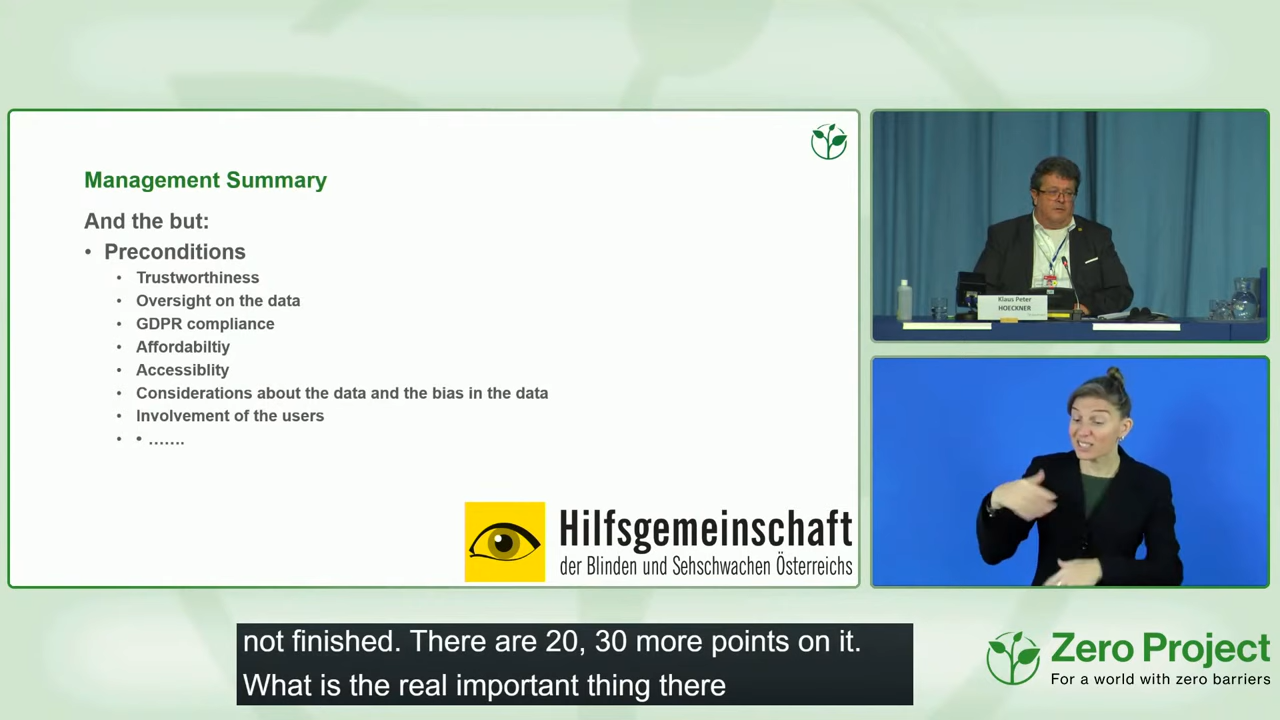 Management Summary
And the but:
• Preconditions
• Trustworthiness
• Oversight on the data
• GDPR compliance
• Affordabiltiy
• Accessiblity
• Considerations about the data and the bias in the data
• Involvement of the users
• • .......
Hilfsgemeinschaft
der Blinden und Sehschwachen Österreichs
Klaus Peter
HOECKNER
not finished. There are 20, 30 more points on it.
What is the real important thing there
Zero Project
For a world with zero barriers